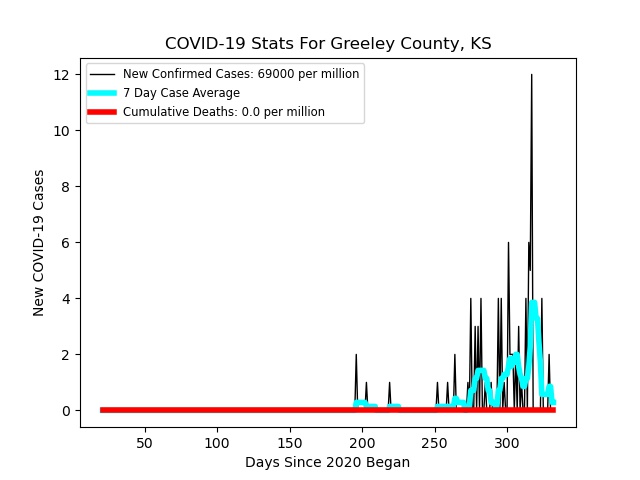 COVID-19 Stats For Greeley County, KS
New Confirmed Cases: 69000 per million
7 Day Case Average
Cumulative Deaths: 0.0 per million
New COVID-19 Cases
12
10
8
6
4
2
0
50
100
150
200
250
300
Days Since 2020 Began